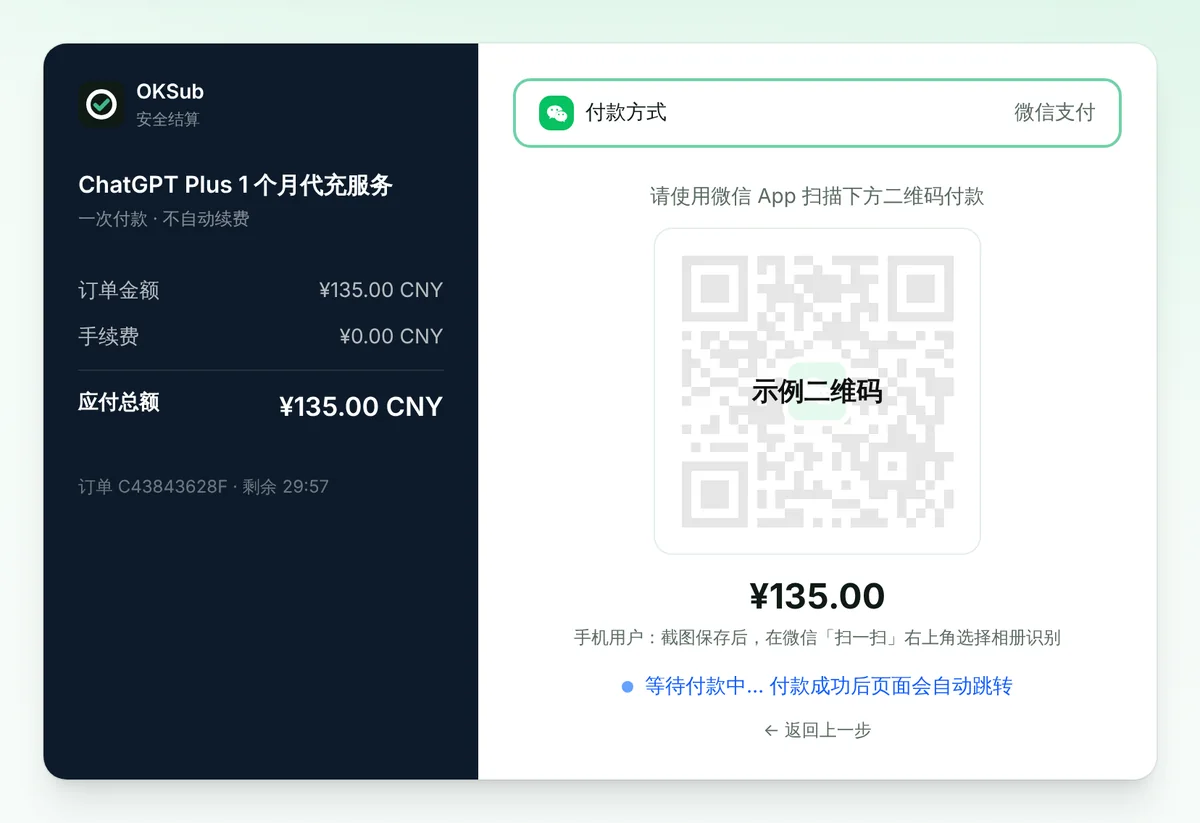 OKSub
安全结算
ChatGPT Plus 1 个月代充服务
一次付款 · 不自动续费
订单金额 ¥135.00 CNY
手续费 ¥0.00 CNY
应付总额 ¥135.00 CNY
订单 C43843628F · 剩余 29:57
付款方式 微信支付
请使用微信 App 扫描下方二维码付款
示例二维码
¥135.00
手机用户：截图保存后，在微信「扫一扫」右上角选择相册识别
等待付款中... 付款成功后页面会自动跳转
← 返回上一步